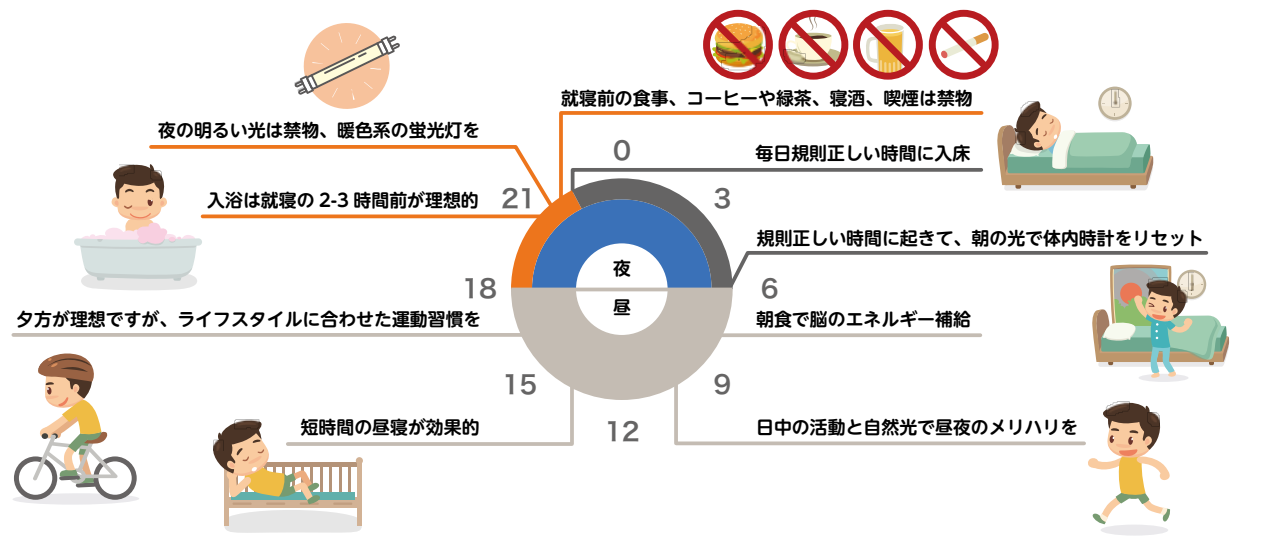 就寝前の食事、コーヒーや緑茶、寝酒、喫煙は禁物
夜の明るい光は禁物、暖色系の蛍光灯を
毎日規則正しい時間に入床
入浴は就寝の 2-3 時間前が理想的
規則正しい時間に起きて、朝の光で体内時計をリセット
夕方が理想ですが、ライフスタイルに合わせた運動習慣を
朝食で脳のエネルギー補給
短時間の昼寝が効果的
日中の活動と自然光で昼夜のメリハリを
0
3
6
9
12
15
18
21
夜
昼